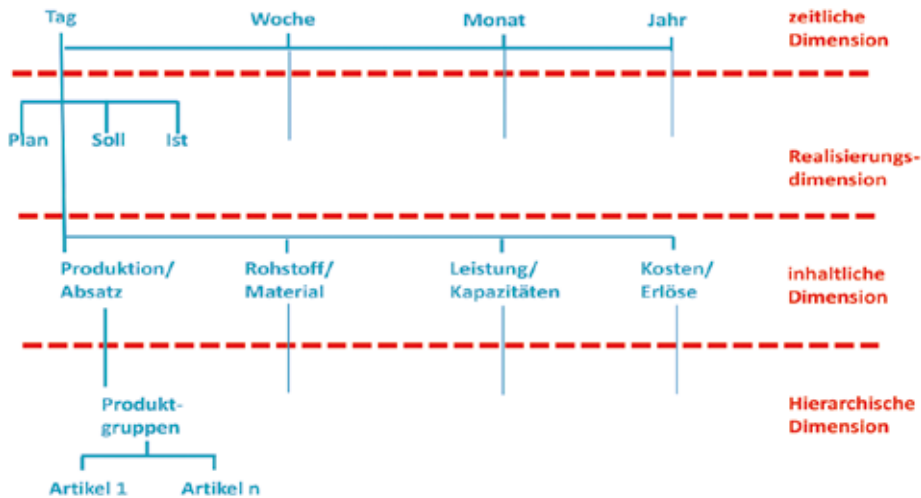 Tag Woche Monat Jahr zeitliche
Dimension
Plan Soll Ist
Realisierungs-
dimension
Produktion/ Rohstoff/ Leistung/ Kosten/ inhaltliche
Absatz Material Kapazitäten Erlöse Dimension
Produkt- Hierarchische
gruppen Dimension
Artikel 1 Artikel n